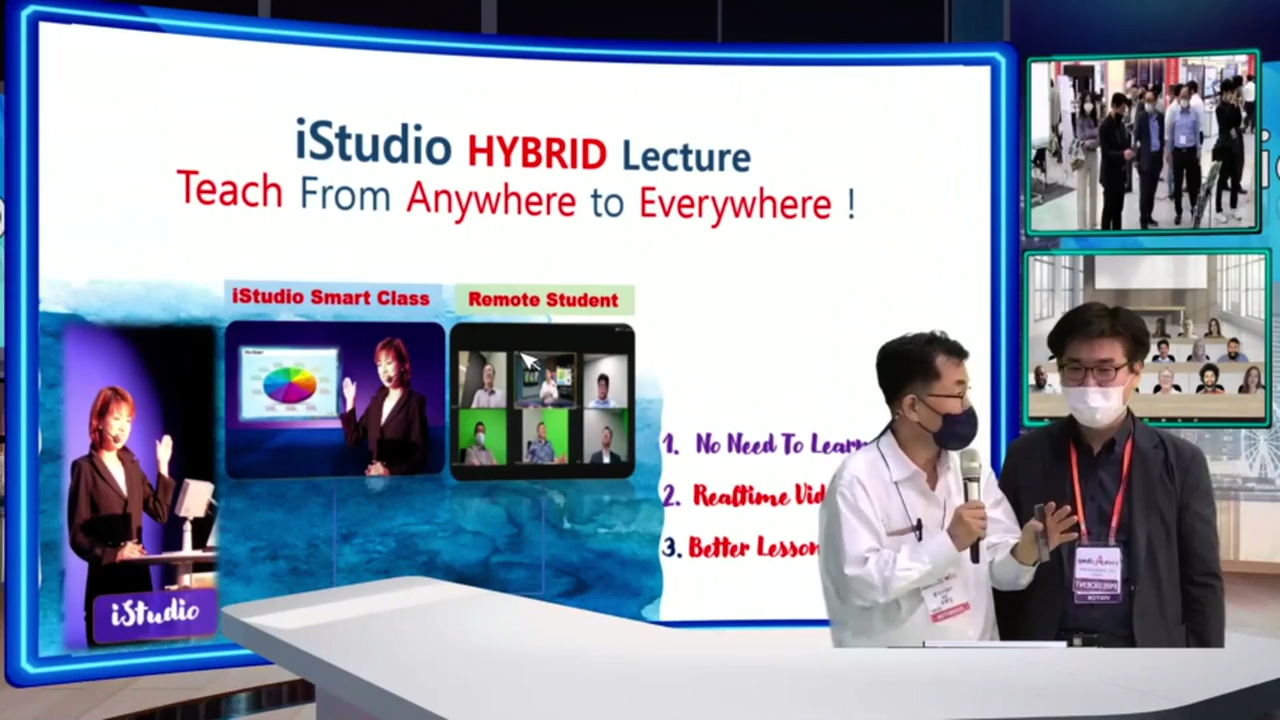 iStudio HYBRID Lecture
Teach From Anywhere to Everywhere !
iStudio Smart Class
Remote Student
iStudio
1. No Need To Learn
2. Realtime Vid
3. Better Lesson